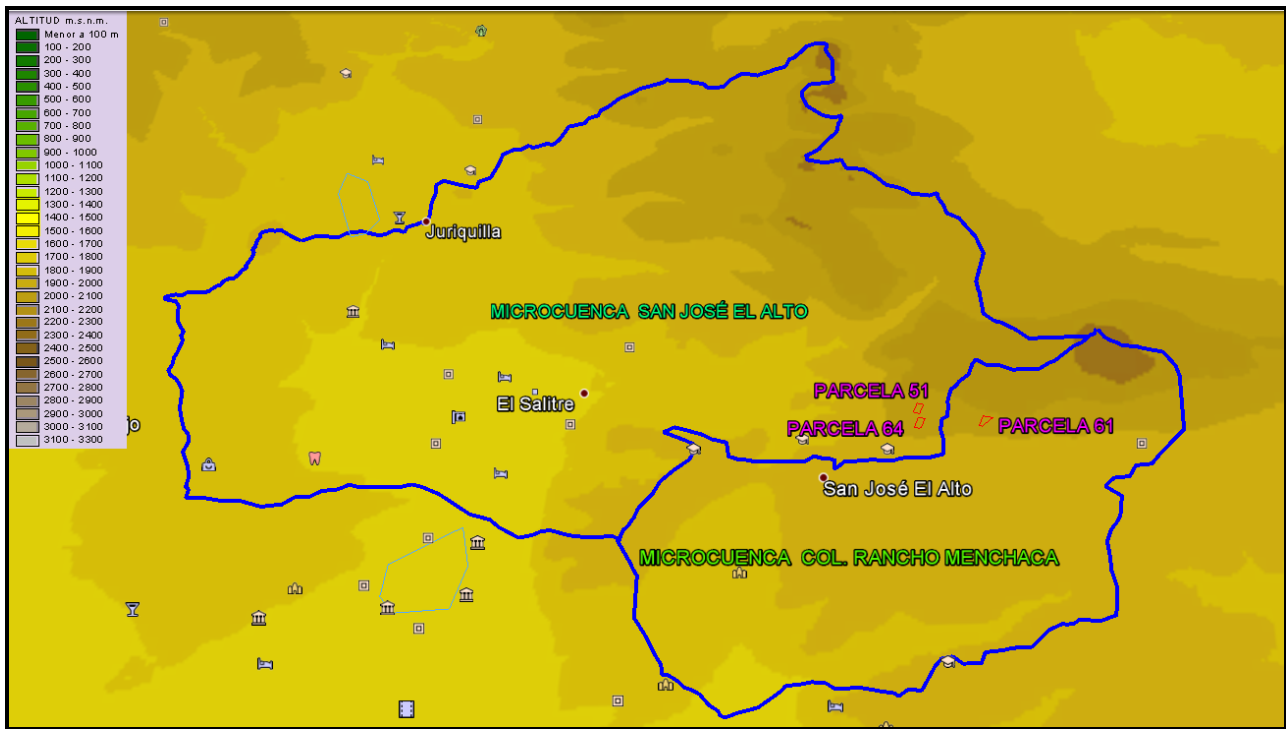 ALTITUD m.s.n.m.
Menor a 100 m
100 - 200
200 - 300
300 - 400
400 - 500
500 - 600
600 - 700
700 - 800
800 - 900
900 - 1000
1000 - 1100
1100 - 1200
1200 - 1300
1300 - 1400
1400 - 1500
1500 - 1600
1600 - 1700
1700 - 1800
1800 - 1900
1900 - 2000
2000 - 2100
2100 - 2200
2200 - 2300
2300 - 2400
2400 - 2500
2500 - 2600
2600 - 2700
2700 - 2800
2800 - 2900
2900 - 3000
3000 - 3100
3100 - 3300
Juriquilla
MICROCUENCA SAN JOSÉ EL ALTO
PARCELA 51
El Salitre
jo
PARCELA 64
PARCELA 61
San José El Alto
MICROCUENCA COL. RANCHO MENCHACA